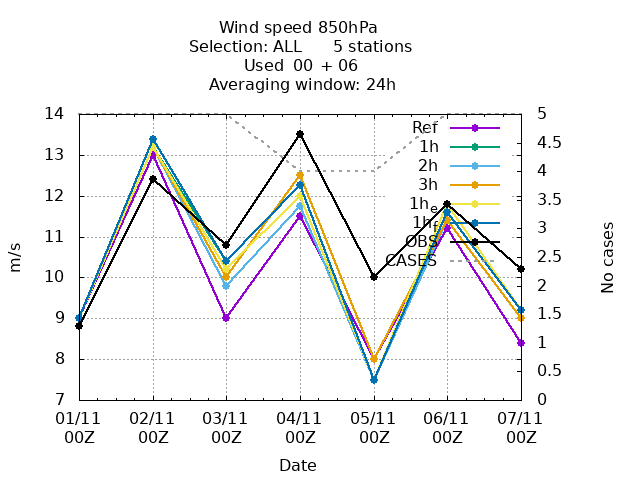 Wind speed 850hPa
Selection: ALL 5 stations
Used 00 + 06
Averaging window: 24h
14
13
12
11
10
9
8
7
m/s
5
4.5
4
3.5
3
2.5
2
1.5
1
0.5
0
No cases
Ref
1h
2h
3h
1he
1hf
OBS
CASES
01/11 02/11 03/11 04/11 05/11 06/11 07/11
00Z 00Z 00Z 00Z 00Z 00Z 00Z
Date